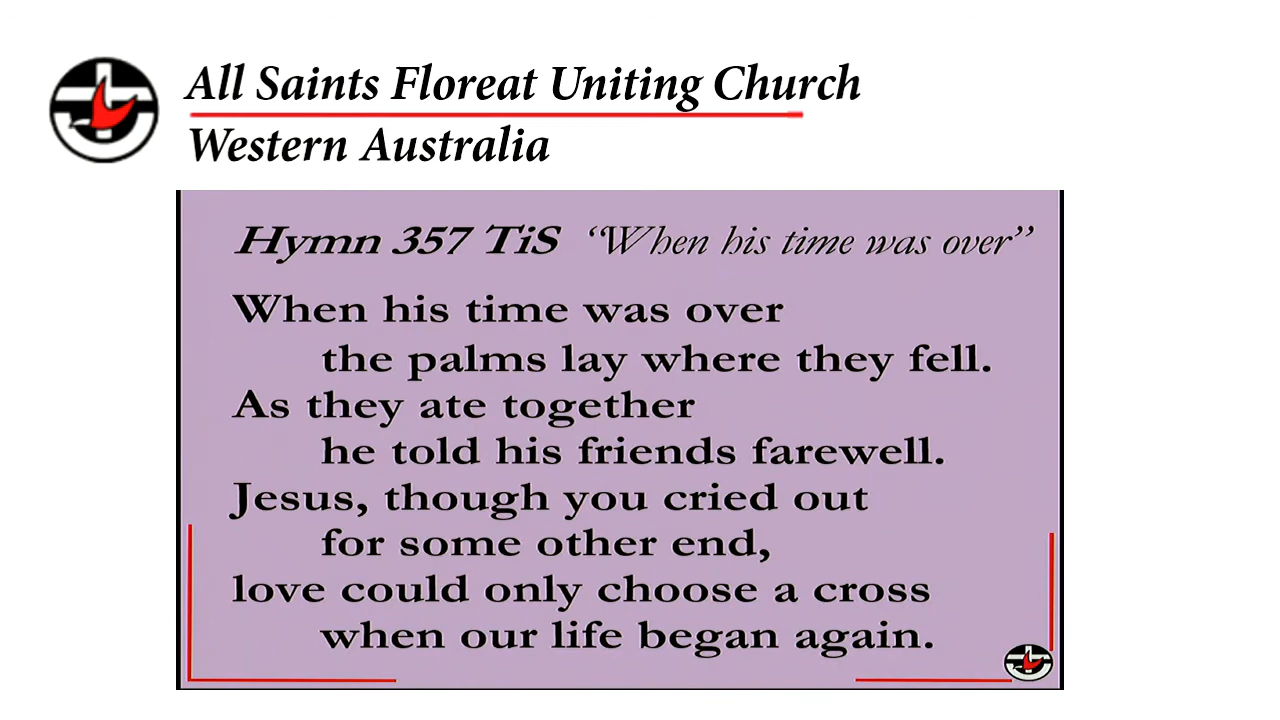 All Saints Floreat Uniting Church
Western Australia
Hymn 357 TiS “When his time was over”
When his time was over
the palms lay where they fell.
As they ate together
he told his friends farewell.
Jesus, though you cried out
for some other end,
love could only choose a cross
when our life began again.